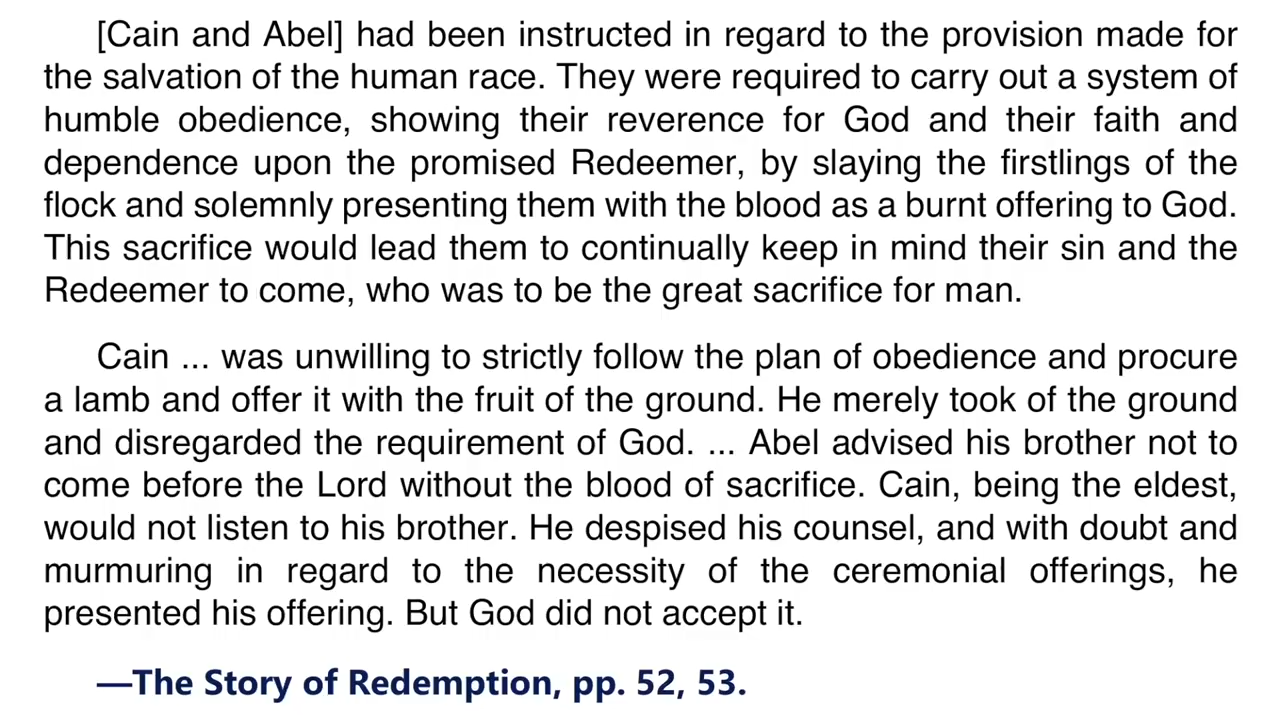 [Cain and Abel] had been instructed in regard to the provision made for
the salvation of the human race. They were required to carry out a system of
humble obedience, showing their reverence for God and their faith and
dependence upon the promised Redeemer, by slaying the firstlings of the
flock and solemnly presenting them with the blood as a burnt offering to God.
This sacrifice would lead them to continually keep in mind their sin and the
Redeemer to come, who was to be the great sacrifice for man.
Cain ... was unwilling to strictly follow the plan of obedience and procure
a lamb and offer it with the fruit of the ground. He merely took of the ground
and disregarded the requirement of God. ... Abel advised his brother not to
come before the Lord without the blood of sacrifice. Cain, being the eldest,
would not listen to his brother. He despised his counsel, and with doubt and
murmuring in regard to the necessity of the ceremonial offerings, he
presented his offering. But God did not accept it.
—The Story of Redemption, pp. 52, 53.